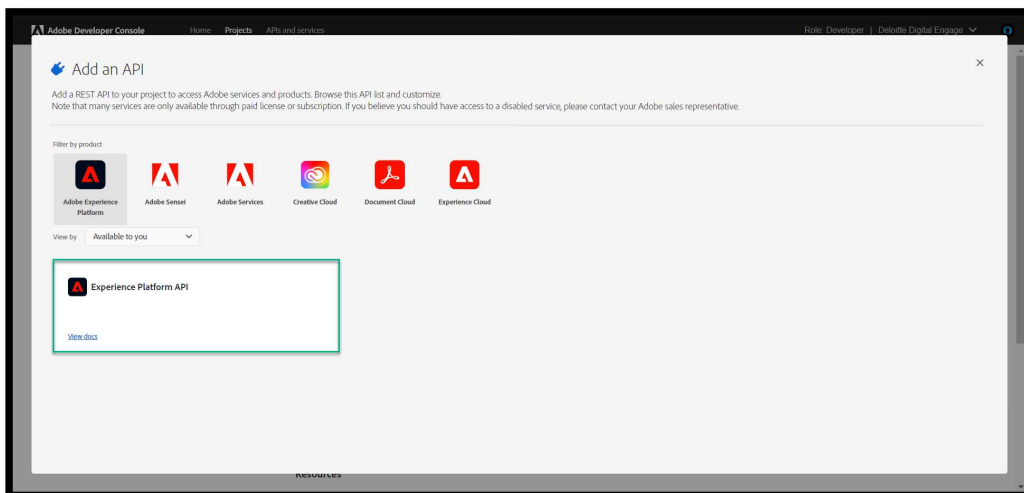 Adobe Developer Console
Home Projects APIs and services
Role: Developer | Deloitte Digital Engage
Add an API
Add a REST API to your project to access Adobe services and products. Browse this API list and customize.
Note that many services are only available through paid license or subscription. If you believe you should have access to a disabled service, please contact your Adobe sales representative.
Filter by product
Adobe Experience
Platform
Adobe Sensei
Adobe Services
Creative Cloud
Document Cloud
Experience Cloud
View by Available to you
Experience Platform API
View docs
Resources